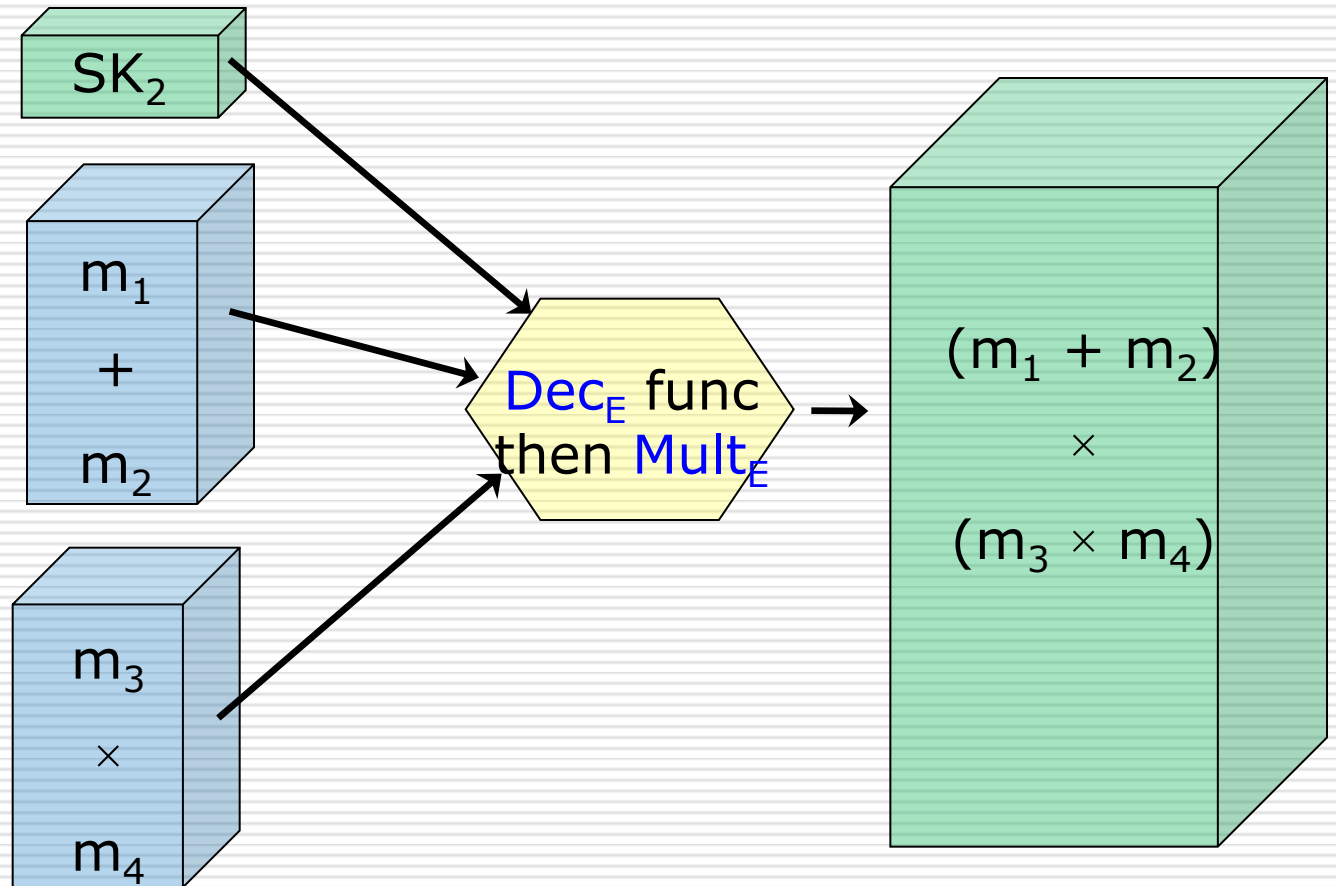 SK₂
m₁
+
m₂
m₃
×
m₄
Dec_E func
then Mult_E
(m₁ + m₂)
×
(m₃ × m₄)